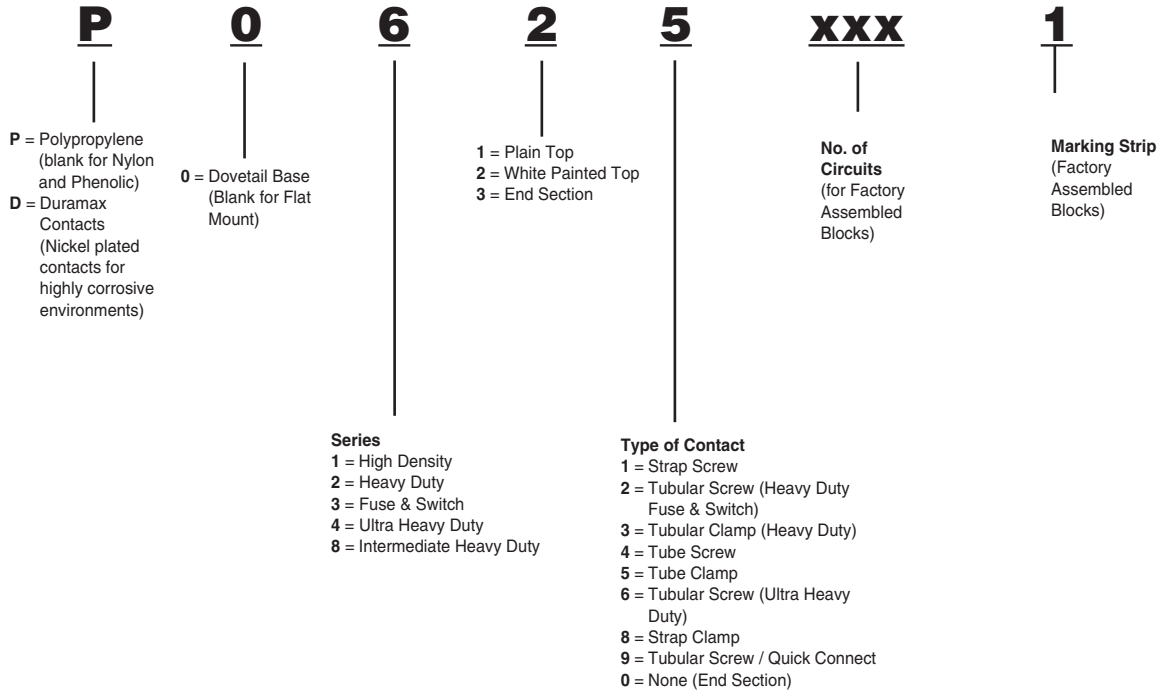 P 0 6 2 5 xxx 1
P = Polypropylene
(blank for Nylon
and Phenolic)
D = Duramax
Contacts
(Nickel plated
contacts for
highly corrosive
environments)
0 = Dovetail Base
(Blank for Flat
Mount)
1 = Plain Top
2 = White Painted Top
3 = End Section
No. of
Circuits
(for Factory
Assembled
Blocks)
Marking Strip
(Factory
Assembled
Blocks)
Series
1 = High Density
2 = Heavy Duty
3 = Fuse & Switch
4 = Ultra Heavy Duty
8 = Intermediate Heavy Duty
Type of Contact
1 = Strap Screw
2 = Tubular Screw (Heavy Duty
Fuse & Switch)
3 = Tubular Clamp (Heavy Duty)
4 = Tube Screw
5 = Tube Clamp
6 = Tubular Screw (Ultra Heavy
Duty)
8 = Strap Clamp
9 = Tubular Screw / Quick Connect
0 = None (End Section)